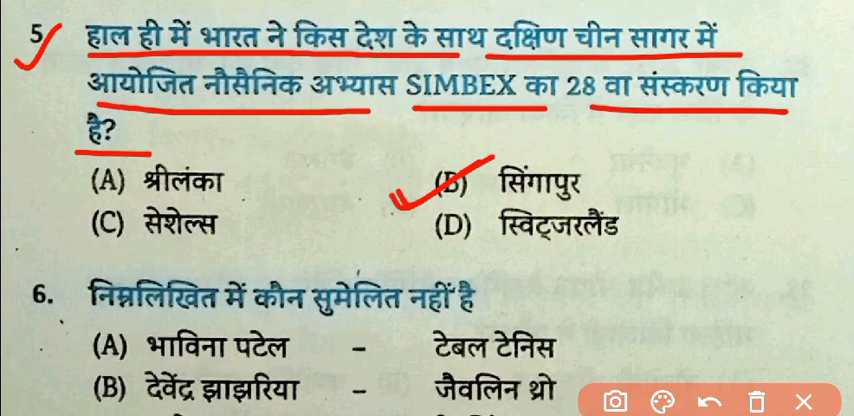 5 हाल ही में भारत ने किस देश के साथ दक्षिण चीन सागर में
आयोजित नौसैनिक अभ्यास SIMBEX का 28 वा संस्करण किया
है?
(A) श्रीलंका (B) सिंगापुर
(C) सेशेल्स (D) स्विट्जरलैंड
6. निम्नलिखित में कौन सुमेलित नहीं है
(A) भाविना पटेल – टेबल टेनिस
(B) देवेंद्र झाझरिया – जैवलिन थ्रो